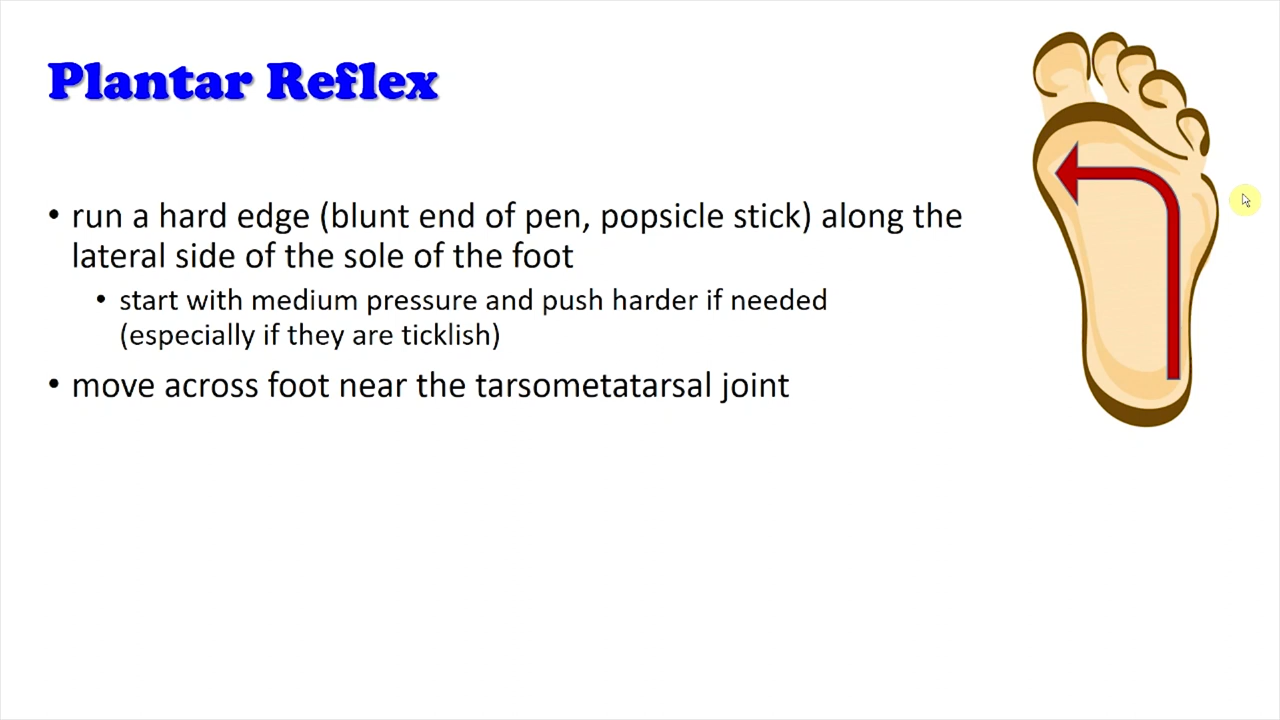 Plantar Reflex
• run a hard edge (blunt end of pen, popsicle stick) along the
lateral side of the sole of the foot
• start with medium pressure and push harder if needed
(especially if they are ticklish)
• move across foot near the tarsometatarsal joint